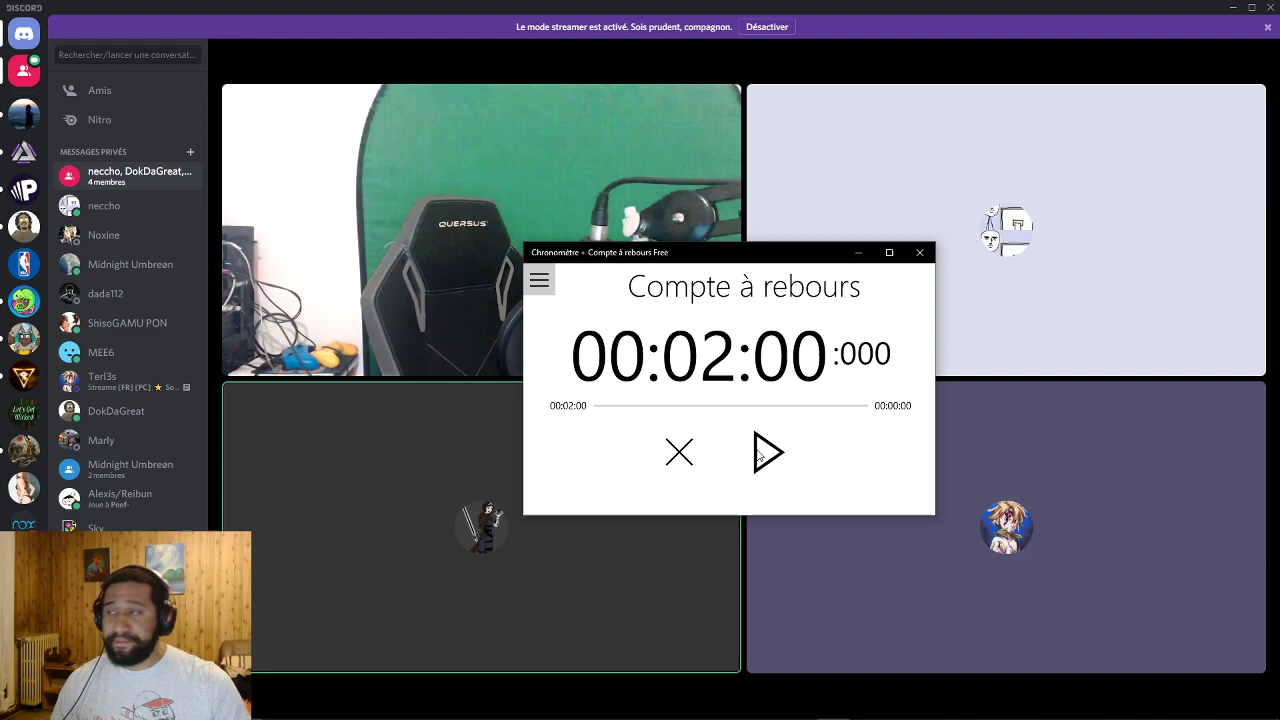 DISCORD
Le mode streamer est activé. Sois prudent, compagnon.
Désactiver
Rechercher/lancer une conversat...
Amis
Nitro
MESSAGES PRIVÉS
neccho, DokDaGreat,...
4 membres
neccho
Noxine
Midnight Umbreøn
dada112
ShisoGAMU PON
MEE6
Terl3s
Streame [FR] [PC] ⭐ So...
DokDaGreat
Marly
Midnight Umbreøn
2 membres
Alexis/Reibun
Joue à Poof-
Sky
QUERSUS
Chronomètre + Compte à rebours Free
Compte à rebours
00:02:00:000
00:02:00
00:00:00